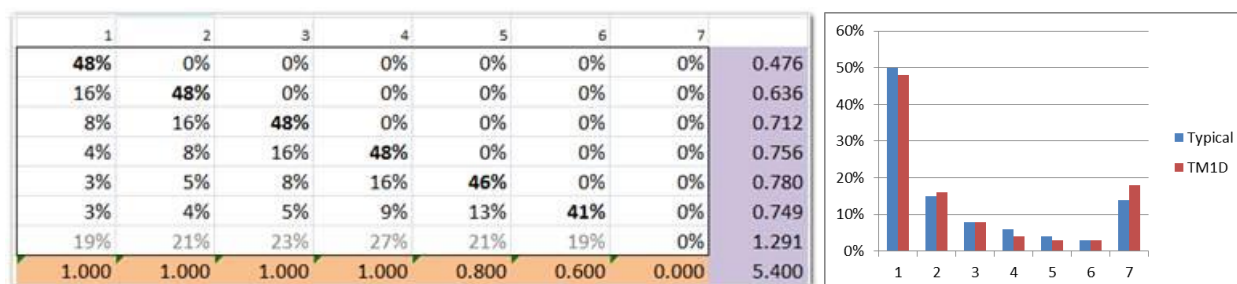 1 2 3 4 5 6 7
48% 0% 0% 0% 0% 0% 0% 0.476
16% 48% 0% 0% 0% 0% 0% 0.636
8% 16% 48% 0% 0% 0% 0% 0.712
4% 8% 16% 48% 0% 0% 0% 0.756
3% 5% 8% 16% 46% 0% 0% 0.780
3% 4% 5% 9% 13% 41% 0% 0.749
19% 21% 23% 27% 21% 19% 0% 1.291
1.000 1.000 1.000 1.000 0.800 0.600 0.000 5.400
60%
50%
40%
30%
20%
10%
0%
1 2 3 4 5 6 7
Typical
TM1D